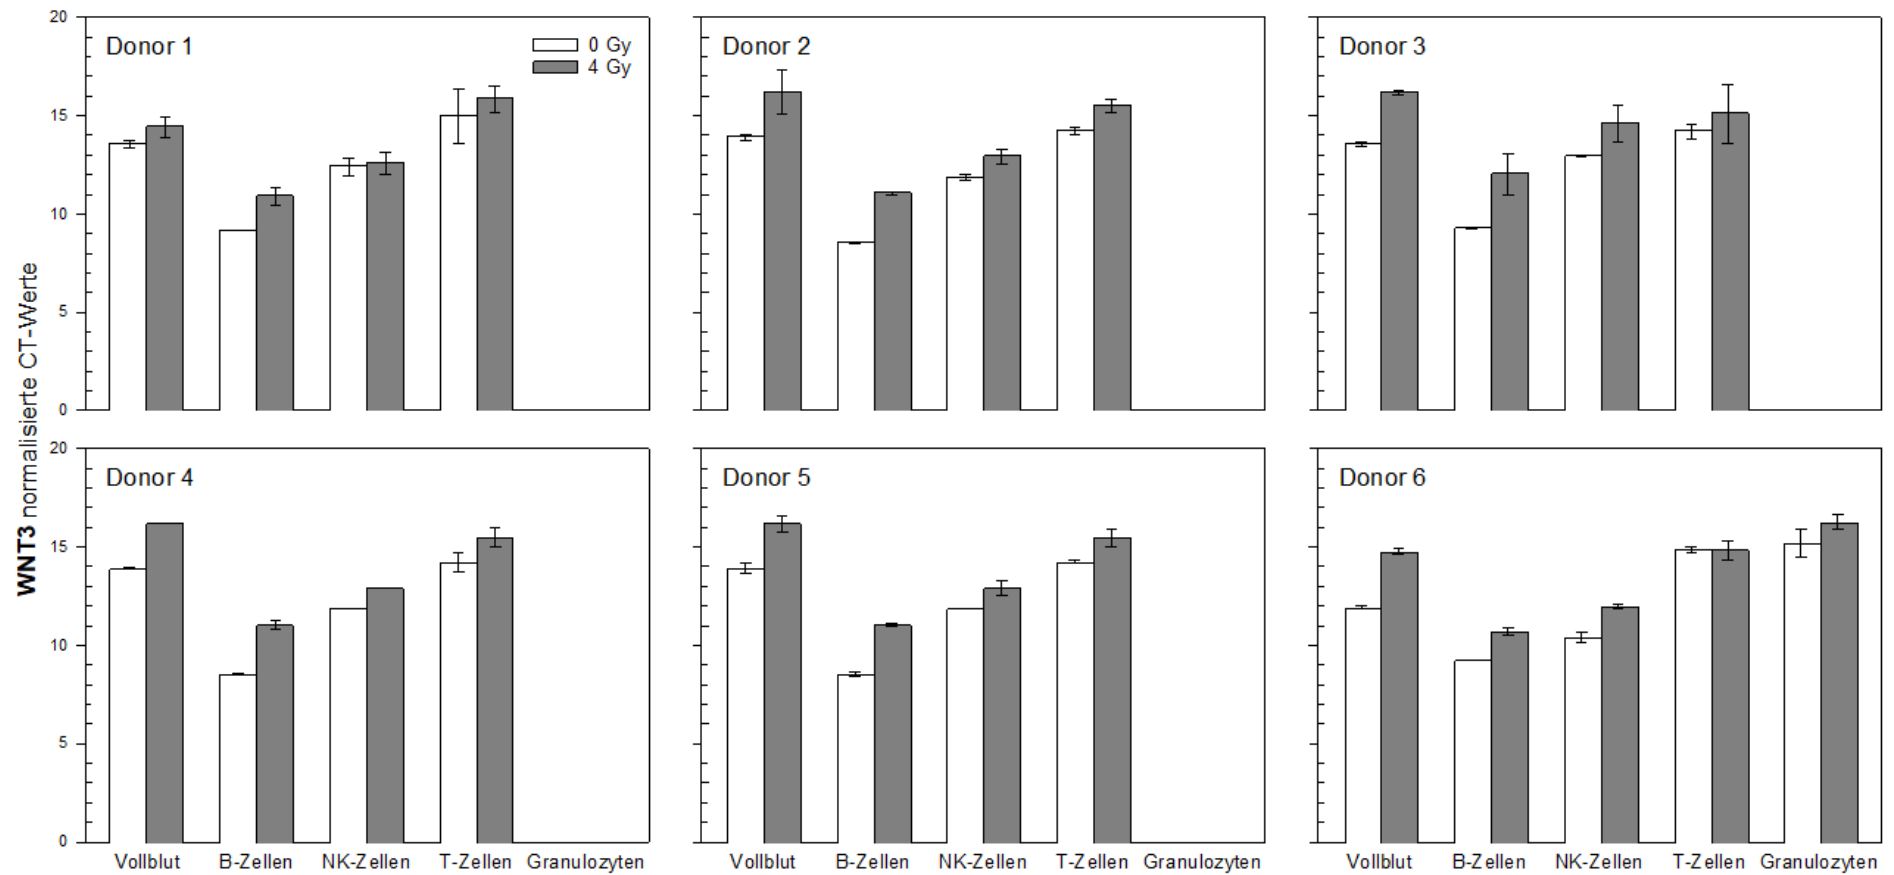 20
Donor 1
0 Gy
4 Gy
Donor 2
Donor 3
15
10
5
0
WNT3 normalisierte CT-Werte
20
Donor 4
Donor 5
Donor 6
15
10
5
0
Vollblut B-Zellen NK-Zellen T-Zellen Granulozyten
Vollblut B-Zellen NK-Zellen T-Zellen Granulozyten
Vollblut B-Zellen NK-Zellen T-Zellen Granulozyten